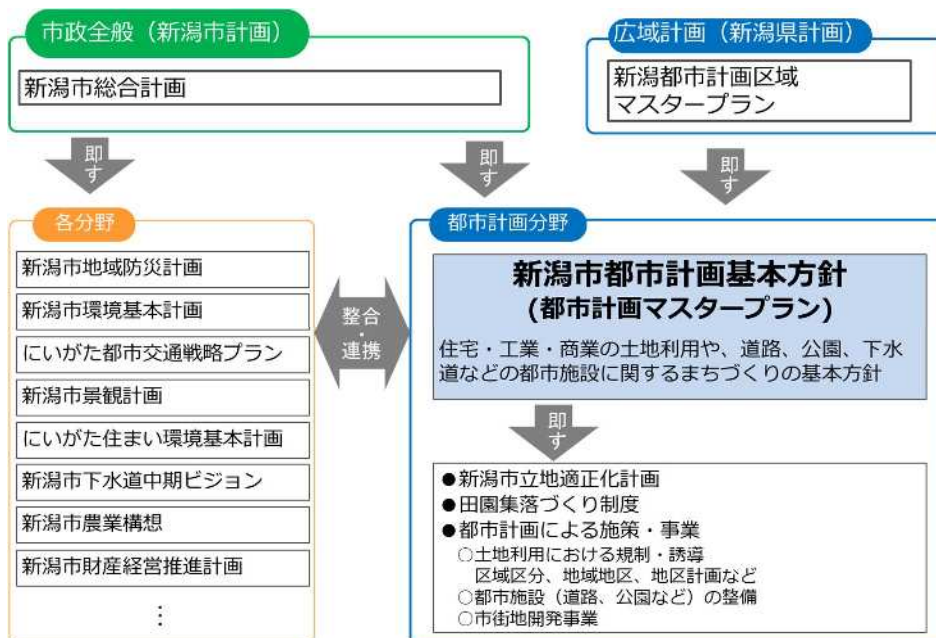 市政全般（新潟市計画）
新潟市総合計画
広域計画（新潟県計画）
新潟都市計画区域
マスタープラン
即す
即す
即す
各分野
新潟市地域防災計画
新潟市環境基本計画
にいがた都市交通戦略プラン
新潟市景観計画
にいがた住まい環境基本計画
新潟市下水道中期ビジョン
新潟市農業構想
新潟市財産経営推進計画
⋮
整合
・
連携
都市計画分野
新潟市都市計画基本方針
(都市計画マスタープラン)
住宅・工業・商業の土地利用や、道路、公園、下水
道などの都市施設に関するまちづくりの基本方針
即す
●新潟市立地適正化計画
●田園集落づくり制度
●都市計画による施策・事業
○土地利用における規制・誘導
区域区分、地域地区、地区計画など
○都市施設（道路、公園など）の整備
○市街地開発事業